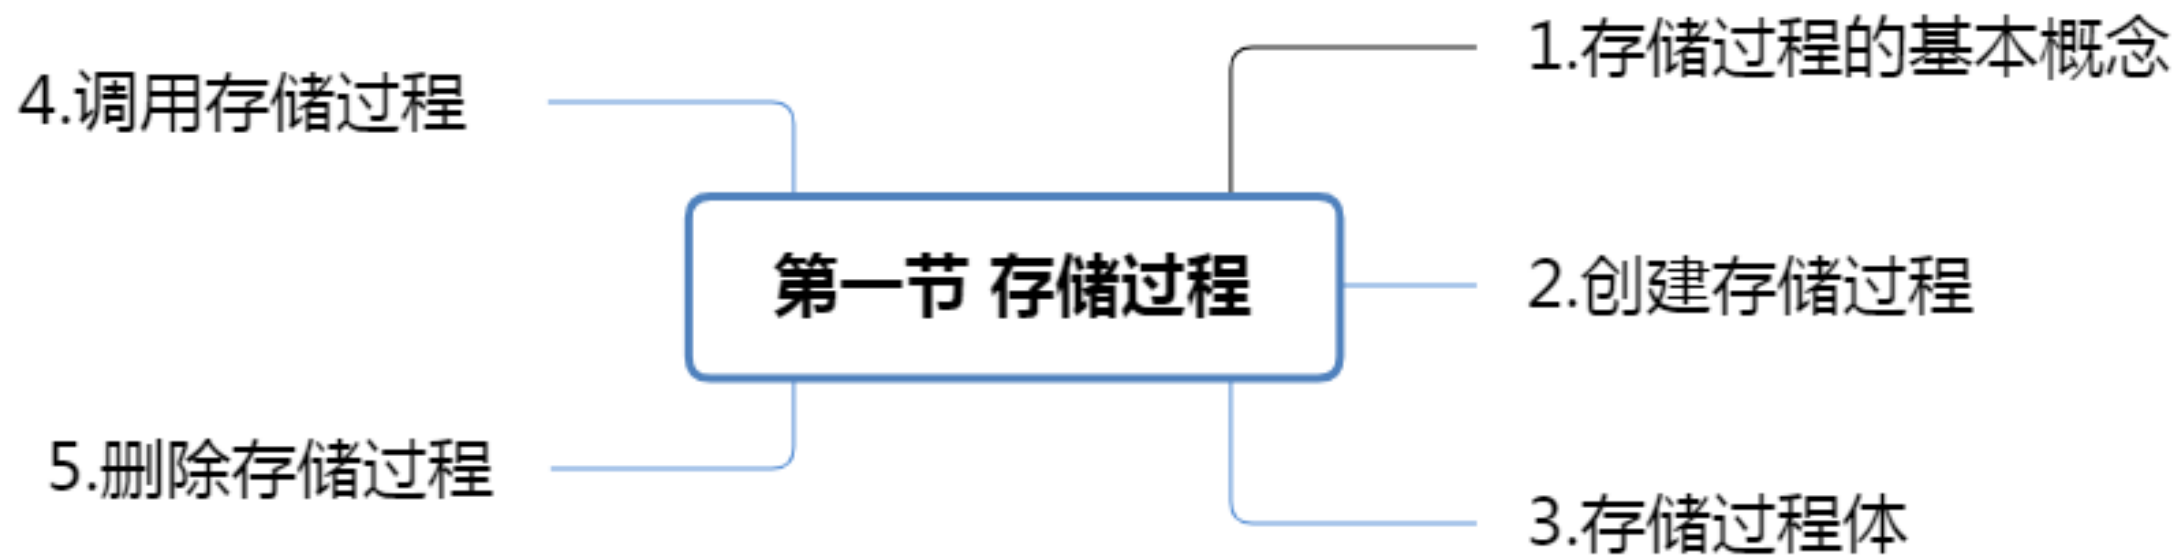 第一节 存储过程
1.存储过程的基本概念
2.创建存储过程
3.存储过程体
4.调用存储过程
5.删除存储过程